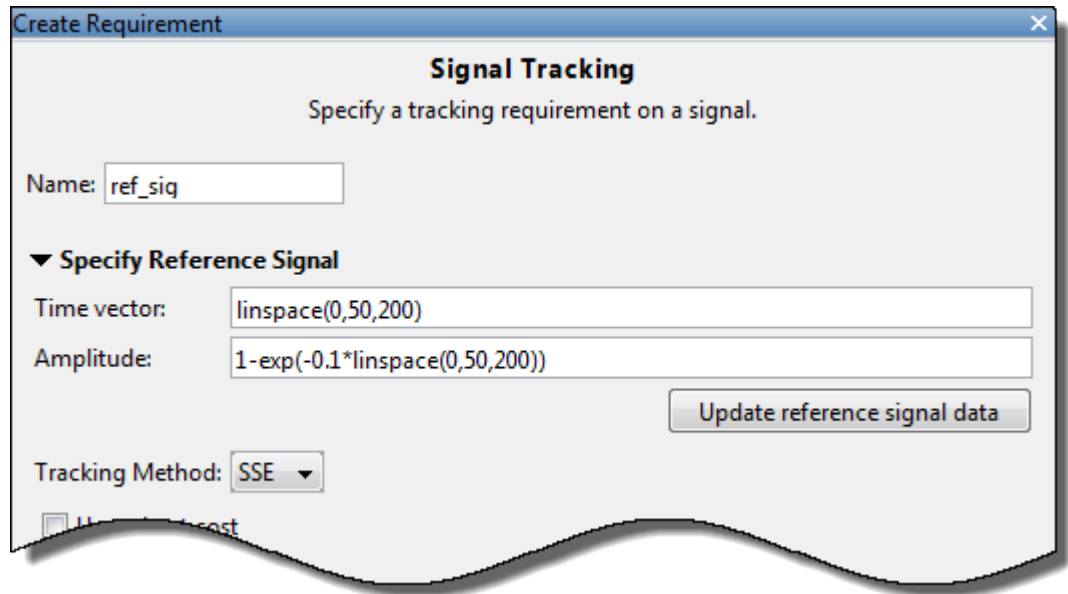 Create Requirement
Signal Tracking
Specify a tracking requirement on a signal.
Name: ref_sig
Specify Reference Signal
Time vector: linspace(0,50,200)
Amplitude: 1-exp(-0.1*linspace(0,50,200))
Update reference signal data
Tracking Method: SSE